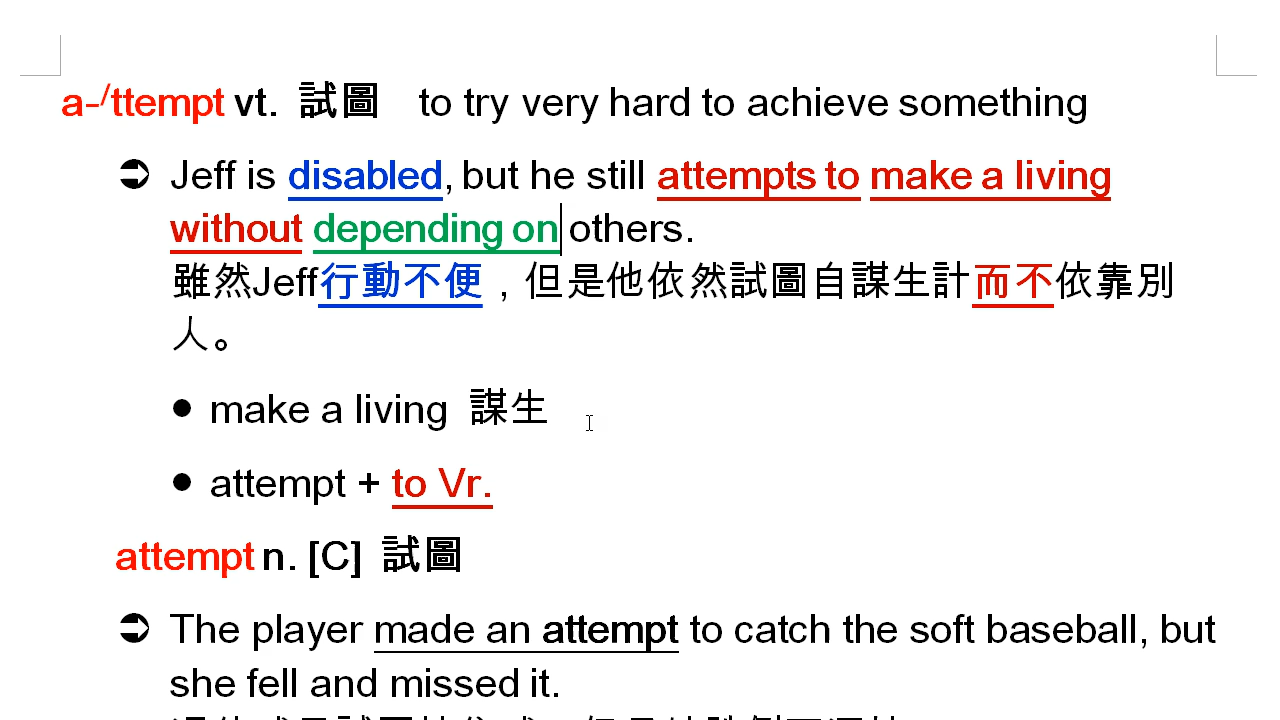 a-/ttempt vt. 試圖 to try very hard to achieve something
➲ Jeff is disabled, but he still attempts to make a living
without depending on others.
雖然Jeff行動不便，但是他依然試圖自謀生計而不依靠別
人。
● make a living 謀生
● attempt + to Vr.
attempt n. [C] 試圖
➲ The player made an attempt to catch the soft baseball, but
she fell and missed it.